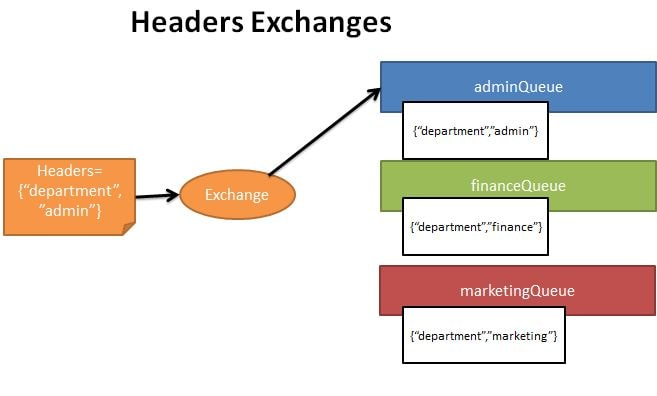 Headers Exchanges
adminQueue
{“department”,”admin”}
Headers=
{“department”,
”admin”}
Exchange
financeQueue
{“department”,”finance”}
marketingQueue
{“department”,”marketing”}